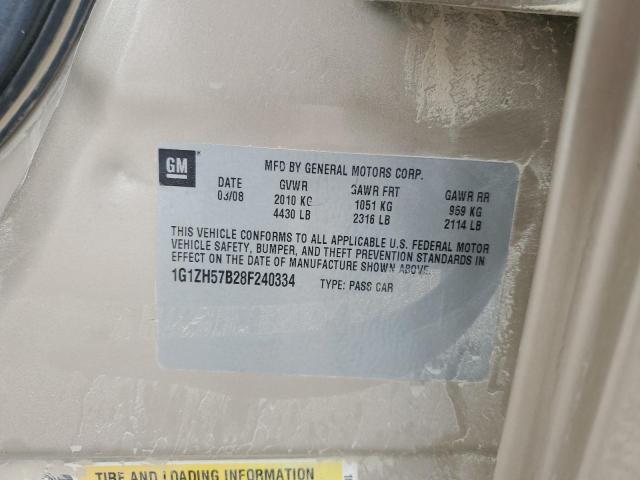 GM
MFD BY GENERAL MOTORS CORP.
DATE GVWR GAWR FRT GAWR RR
03/08 2010 KG 1051 KG 959 KG
4430 LB 2316 LB 2114 LB
THIS VEHICLE CONFORMS TO ALL APPLICABLE U.S. FEDERAL MOTOR
VEHICLE SAFETY, BUMPER, AND THEFT PREVENTION STANDARDS IN
EFFECT ON THE DATE OF MANUFACTURE SHOWN ABOVE.
1G1ZH57B28F240334 TYPE: PASS CAR
TIRE AND LOADING INFORMATION